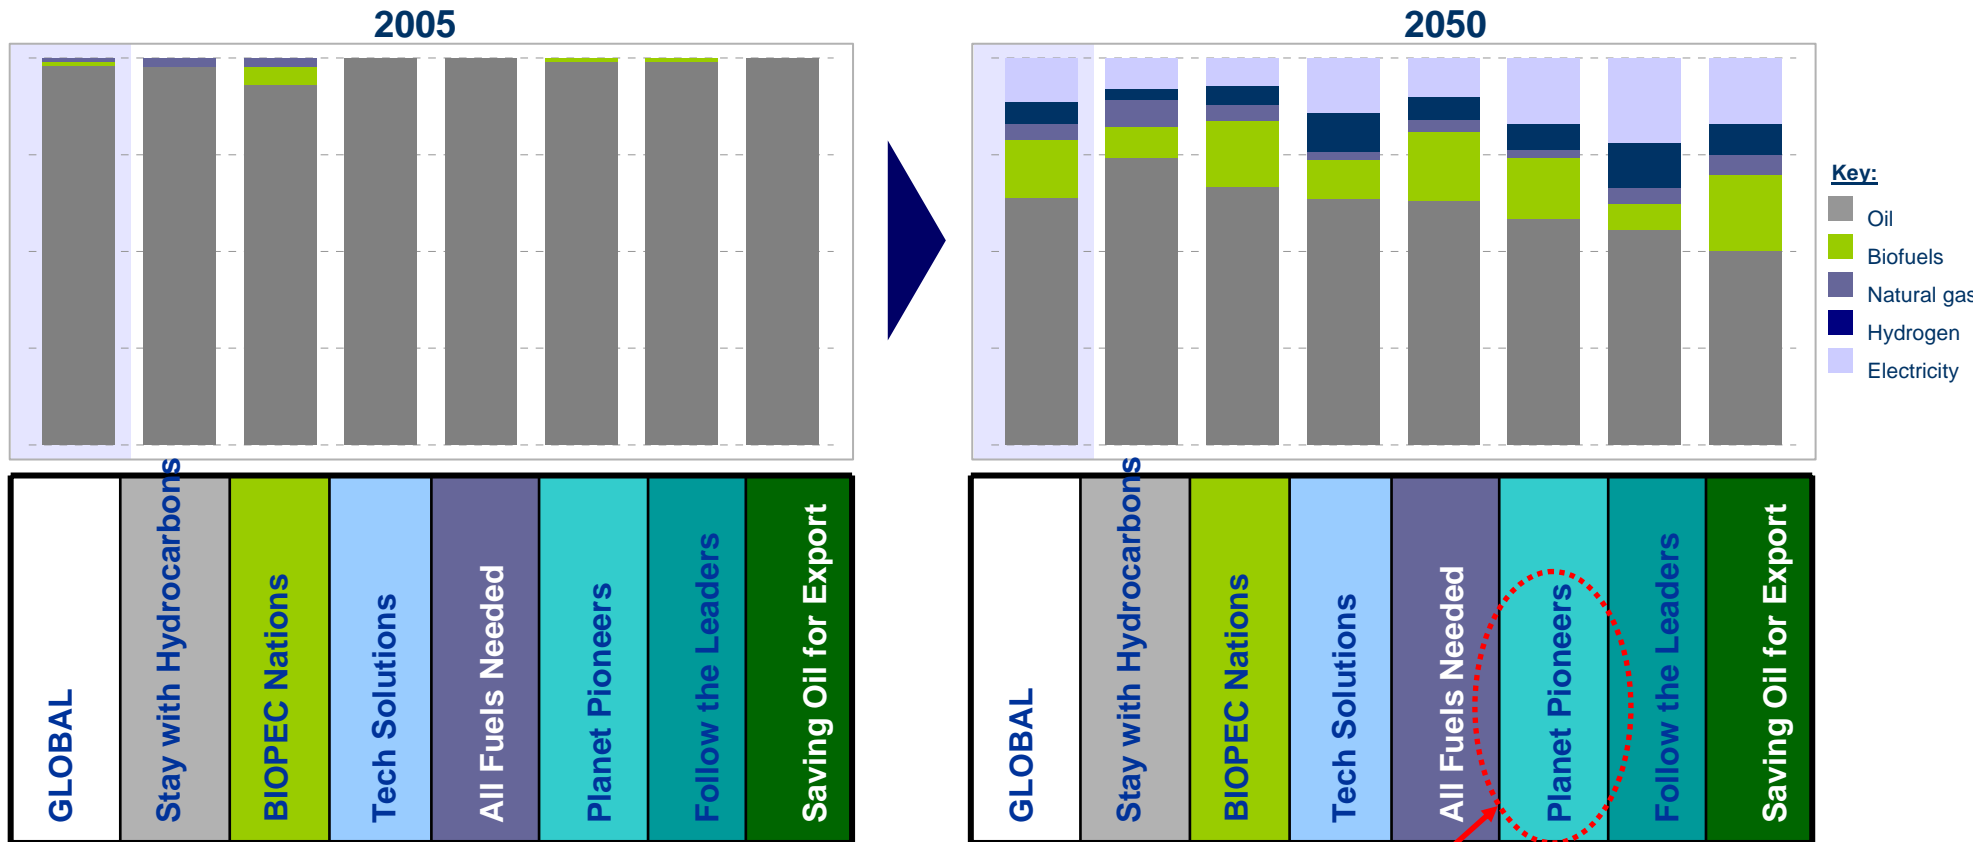 2005
2050
Key:
Oil
Biofuels
Natural gas
Hydrogen
Electricity
GLOBAL
Stay with Hydrocarbons
BIOPEC Nations
Tech Solutions
All Fuels Needed
Planet Pioneers
Follow the Leaders
Saving Oil for Export
GLOBAL
Stay with Hydrocarbons
BIOPEC Nations
Tech Solutions
All Fuels Needed
Planet Pioneers
Follow the Leaders
Saving Oil for Export